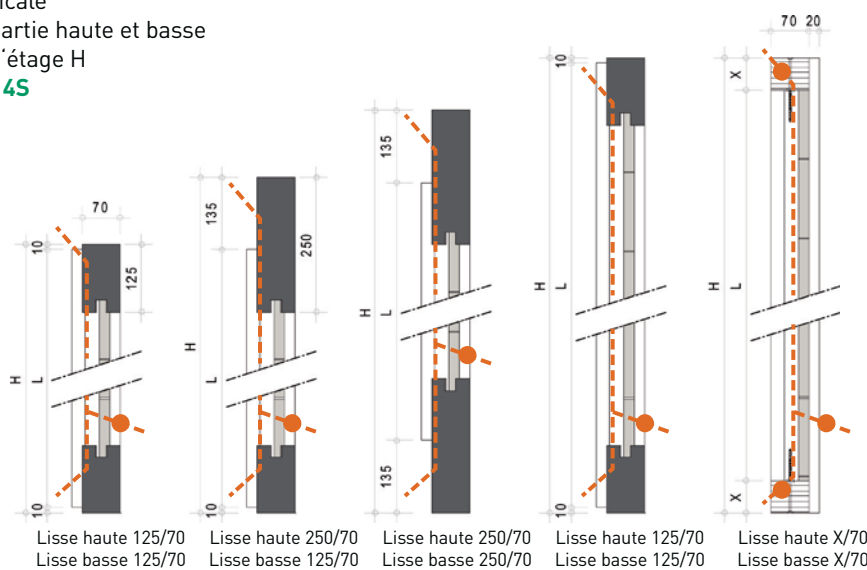 artie haute et basse
‘étage H
4S
70 20
10
X
135
135
70
10
125
250
H
L
H
L
H
L
H
L
H
L
10
10
135
10
X
Lisse haute 125/70
Lisse basse 125/70
Lisse haute 250/70
Lisse basse 125/70
Lisse haute 250/70
Lisse basse 250/70
Lisse haute 125/70
Lisse basse 125/70
Lisse haute X/70
Lisse basse X/70